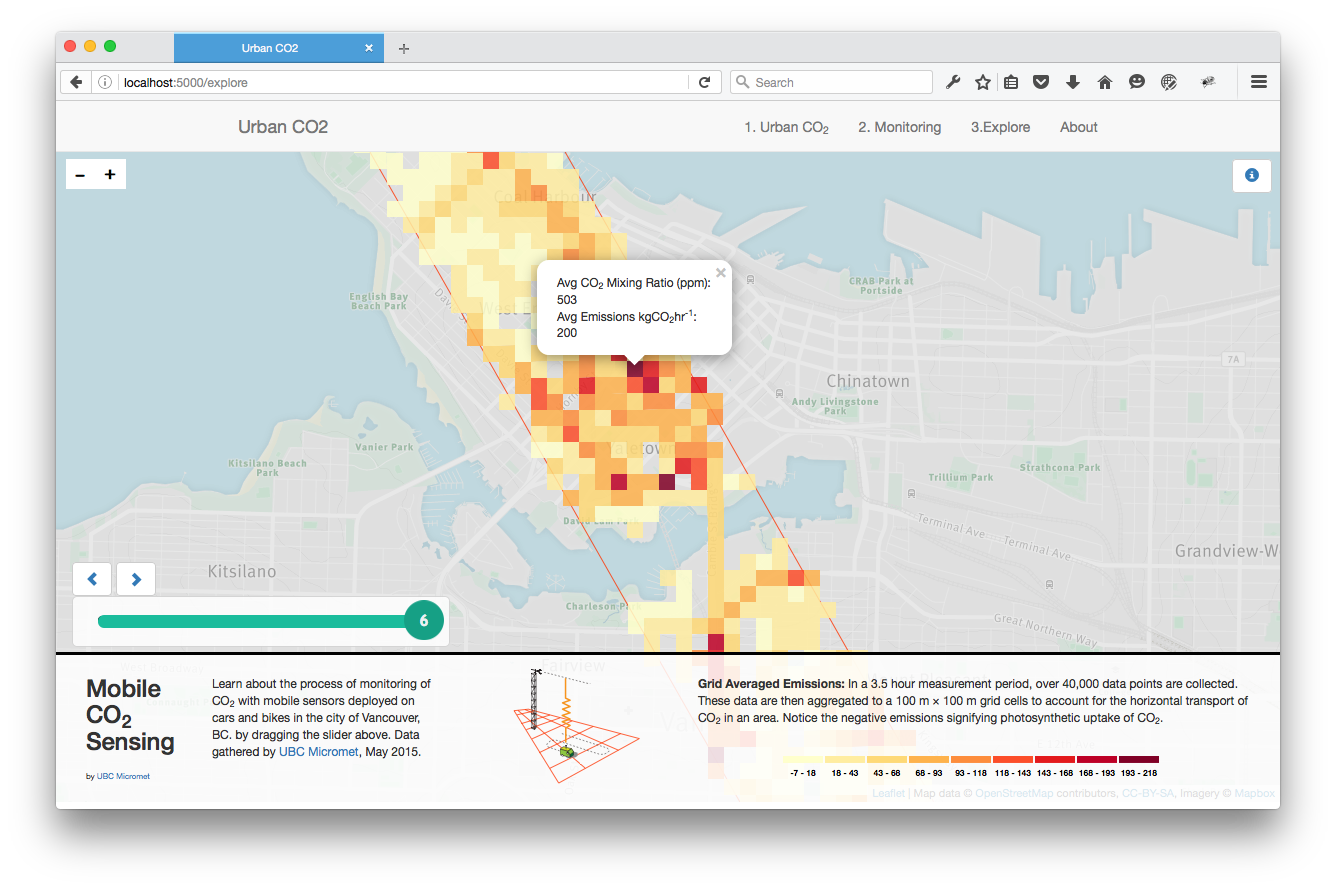 Urban CO2
localhost:5000/explore
Search
Urban CO2
1. Urban CO₂
2. Monitoring
3.Explore
About
Coal Harbour
CRAB Park at
Portside
English Bay
Beach Park
West En
Avg CO₂ Mixing Ratio (ppm):
503
Avg Emissions kgCO₂hr⁻¹:
200
7A
Chinatown
Andy Livingstone
Park
Vanier Park
Yaletown
Kitsilano Beach
Park
Strathcona Park
Trillium Park
David Lam Park
Terminal Ave
Terminal Ave
Grandview-W
Kitsilano
Charleson Park
Great Northern Way
6
Fairview
Mobile
CO₂
Sensing
by UBC Micromet
Learn about the process of monitoring of
CO₂ with mobile sensors deployed on
cars and bikes in the city of Vancouver,
BC. by dragging the slider above. Data
gathered by UBC Micromet, May 2015.
Grid Averaged Emissions: In a 3.5 hour measurement period, over 40,000 data points are collected.
These data are then aggregated to a 100 m × 100 m grid cells to account for the horizontal transport of
CO₂ in an area. Notice the negative emissions signifying photosynthetic uptake of CO₂.
-7 - 18 18 - 43 43 - 68 68 - 93 93 - 118 118 - 143 143 - 168 168 - 193 193 - 218
Leaflet | Map data © OpenStreetMap contributors, CC-BY-SA, Imagery © Mapbox